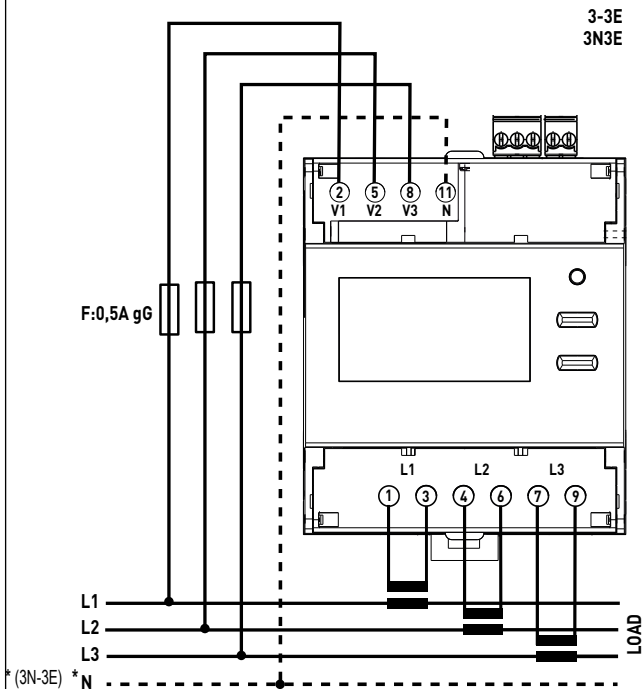 3-3E
3N3E
2 5 8 11
V1 V2 V3 N
F:0,5A gG
L1 L2 L3
1 3 4 6 7 9
L1
L2
L3
* (3N-3E) * N
LOAD